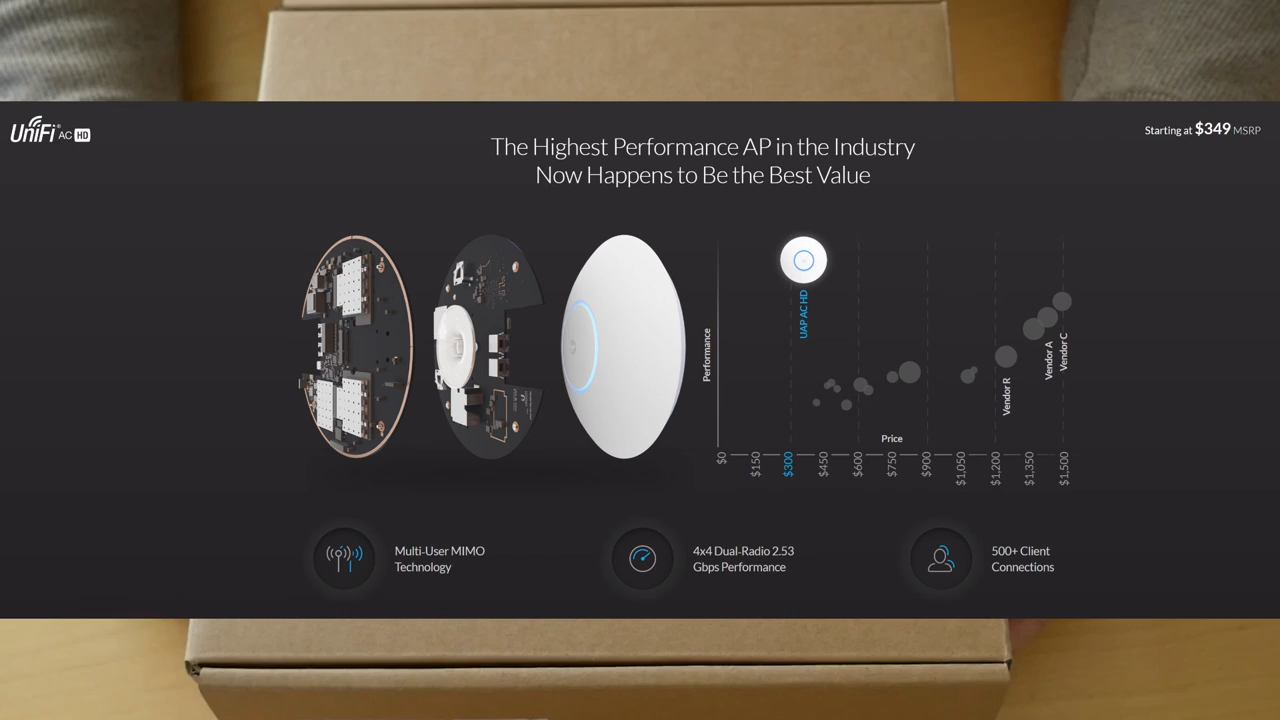 UniFi® AC HD
Starting at $349 MSRP
The Highest Performance AP in the Industry
Now Happens to Be the Best Value
UAP AC HD
Performance
Vendor R
Vendor A
Vendor C
Price
$0
$150
$300
$450
$600
$750
$900
$1,050
$1,200
$1,350
$1,500
Multi-User MIMO
Technology
4x4 Dual-Radio 2.53
Gbps Performance
500+ Client
Connections